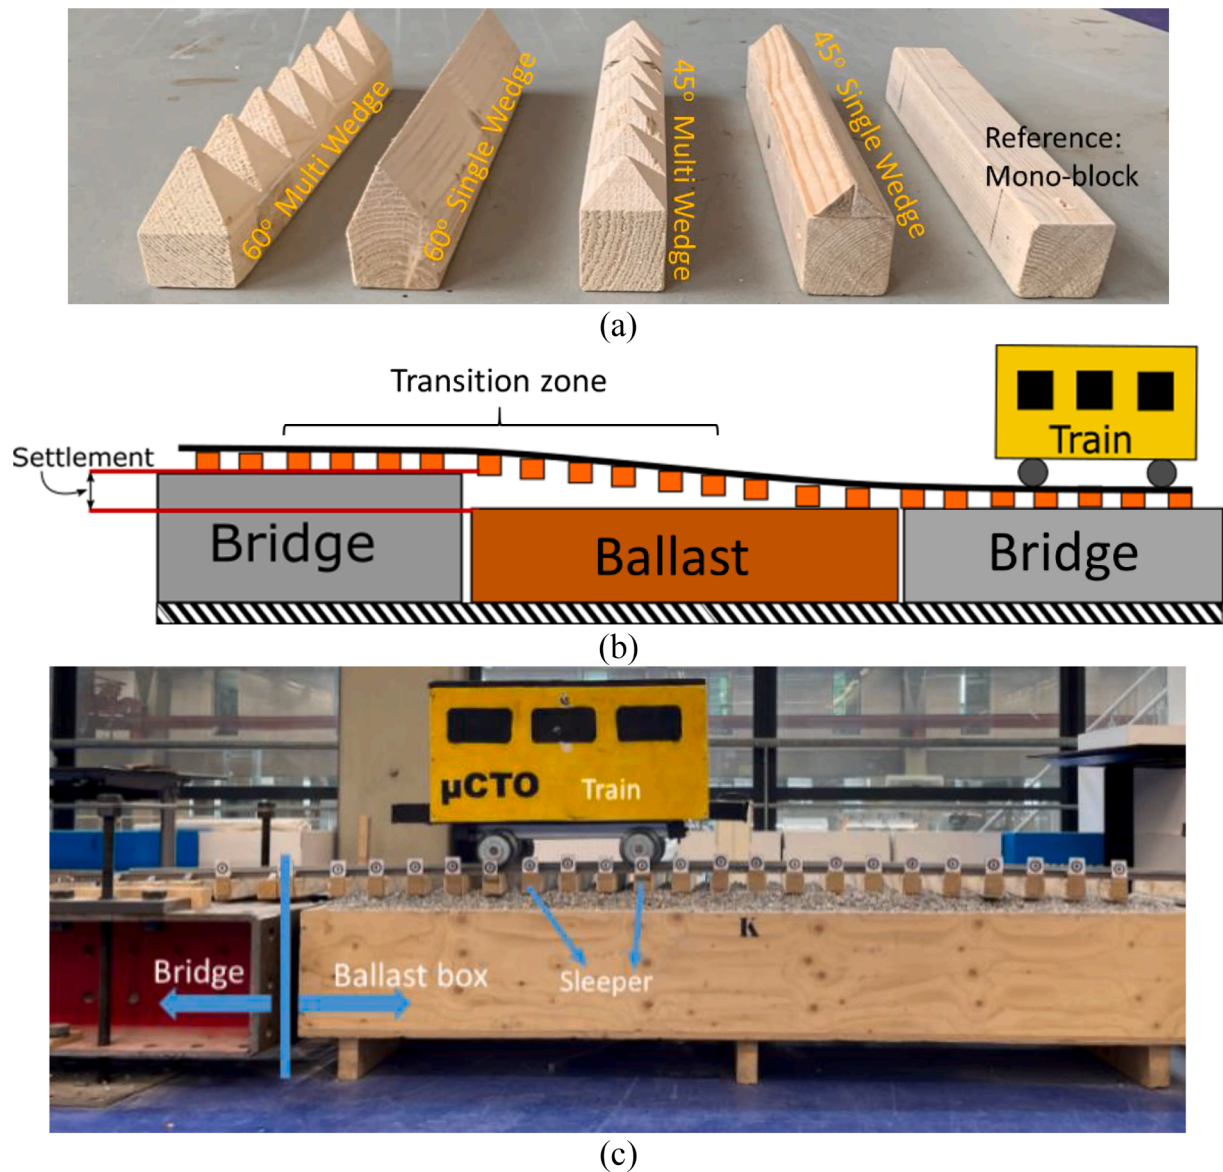 60° Multi Wedge
60° Single Wedge
45° Multi Wedge
45° Single Wedge
Reference:
Mono-block
(a)
Transition zone
Settlement
Train
Bridge
Ballast
Bridge
(b)
µCTO
Train
K
Bridge
Ballast box
Sleeper
(c)